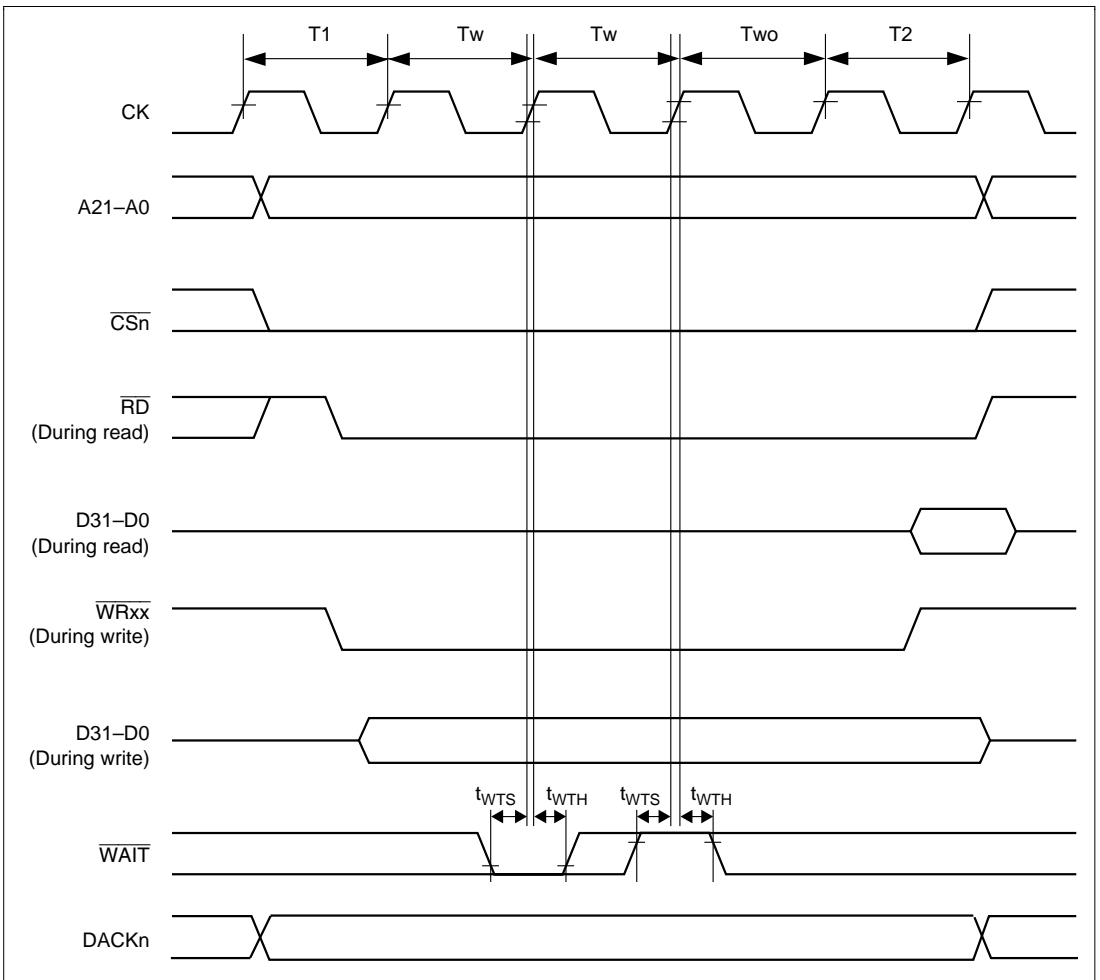 T1 Tw Tw Two T2
CK
A21–A0
CSn
RD
(During read)
D31–D0
(During read)
WRxx
(During write)
D31–D0
(During write)
tWTS tWTH tWTS tWTH
WAIT
DACKn